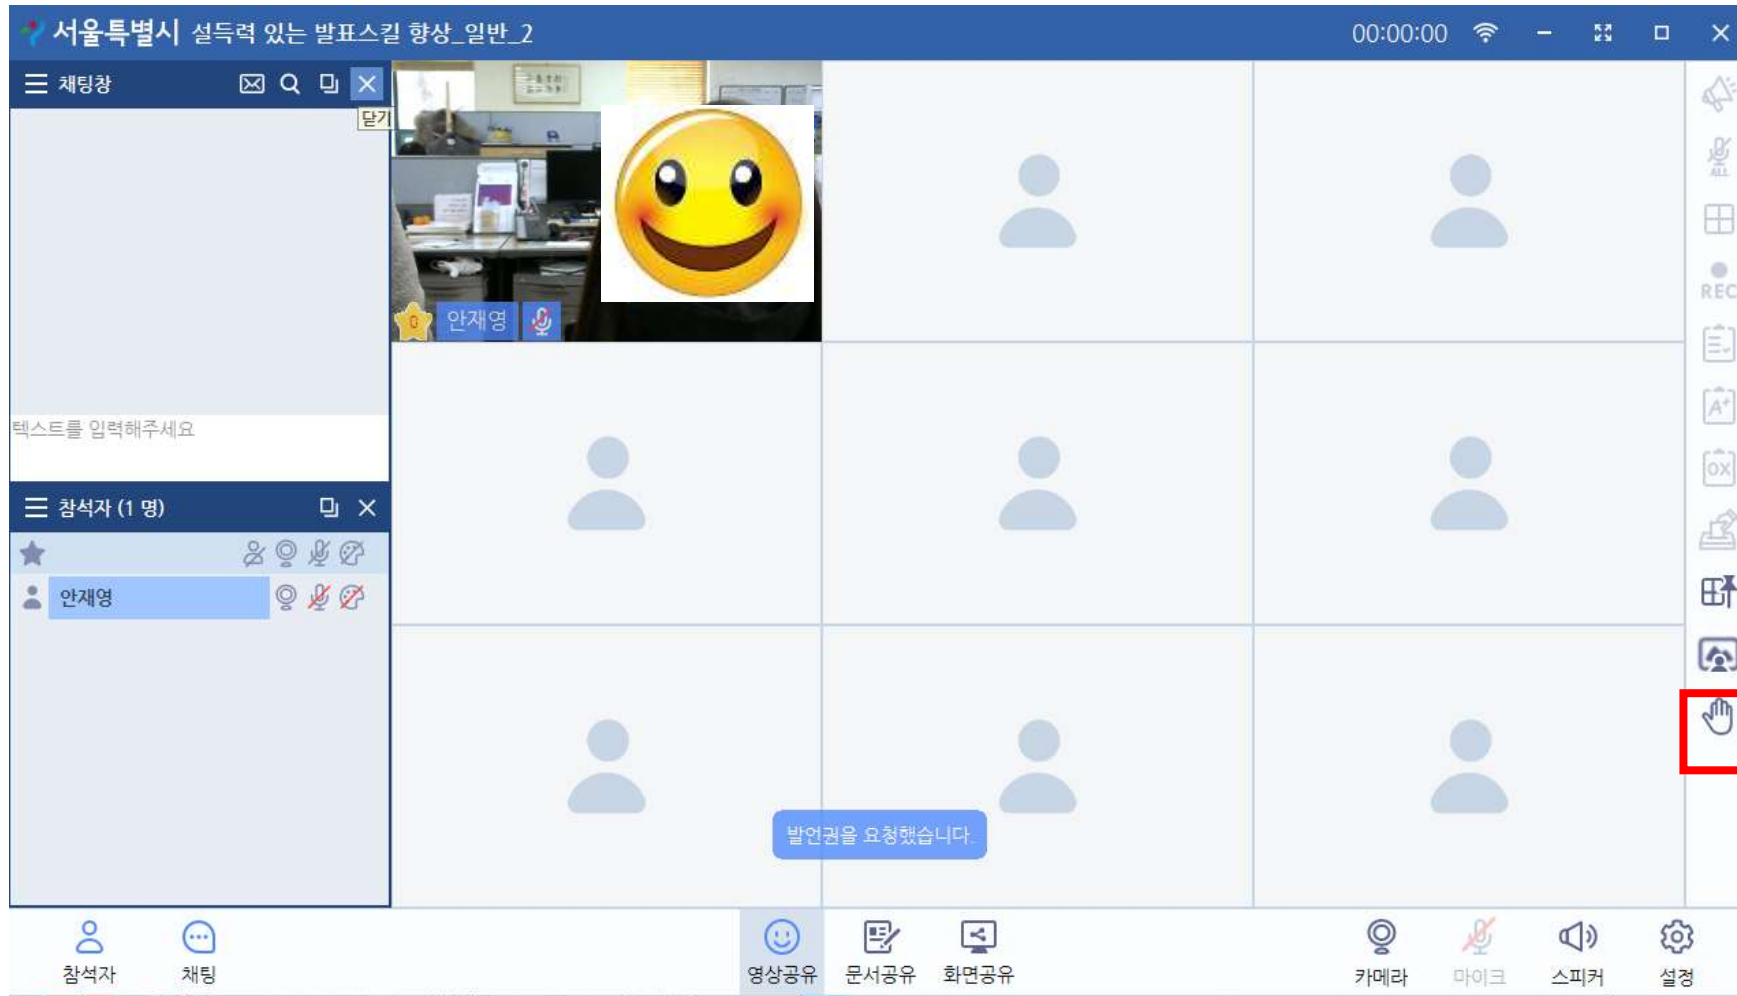 서울특별시 설득력 있는 발표스킬 향상_일반_2
00:00:00
채팅창
닫기
0 안재영
텍스트를 입력해주세요
참석자 (1 명)
안재영
ALL
REC
A+
OX
발언권을 요청했습니다.
참석자
채팅
영상공유
문서공유
화면공유
카메라
마이크
스피커
설정